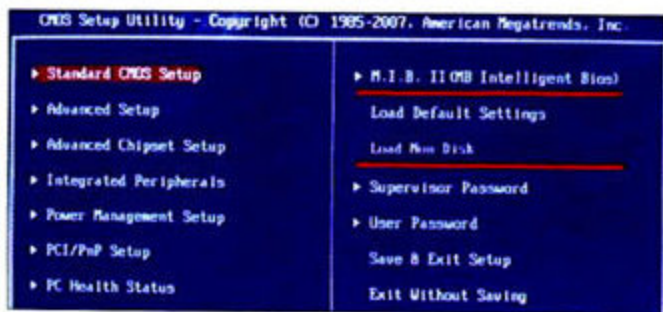 CMOS Setup Utility - Copyright (C) 1985-2007, American Megatrends, Inc.
Standard CMOS Setup
Advanced Setup
Advanced Chipset Setup
Integrated Peripherals
Power Management Setup
PCI/PnP Setup
PC Health Status
M.I.B. II(MB Intelligent Bios)
Load Default Settings
Load Disk
Supervisor Password
User Password
Save & Exit Setup
Exit Without Saving